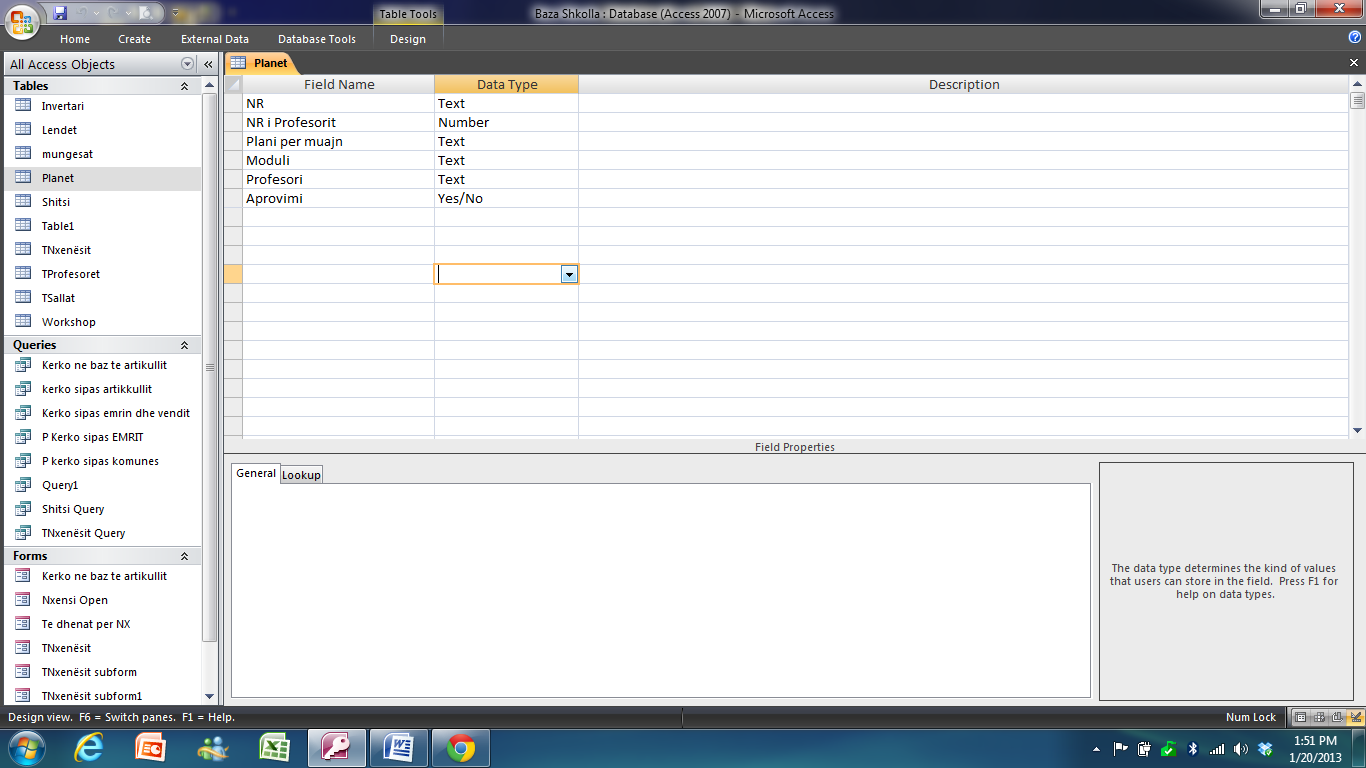 Table Tools
Baza Shkolla : Database (Access 2007) - Microsoft Access
Home Create External Data Database Tools Design
All Access Objects
Tables
Invertari
Lendet
mungesat
Planet
Shitsi
Table1
TNxenësit
TProfesoret
TSallat
Workshop
Queries
Kerko ne baz te artikullit
kerko sipas artikkullit
Kerko sipas emrin dhe vendit
P Kerko sipas EMRIT
P kerko sipas komunes
Query1
Shitsi Query
TNxenësit Query
Forms
Kerko ne baz te artikullit
Nxensi Open
Te dhenat per NX
TNxenësit
TNxenësit subform
TNxenësit subform1
Planet
Field Name Data Type Description
NR Text
NR i Profesorit Number
Plani per muajn Text
Moduli Text
Profesori Text
Aprovimi Yes/No
Field Properties
General Lookup
The data type determines the kind of values
that users can store in the field. Press F1 for
help on data types.
Design view. F6 = Switch panes. F1 = Help.
Num Lock
1:51 PM
1/20/2013